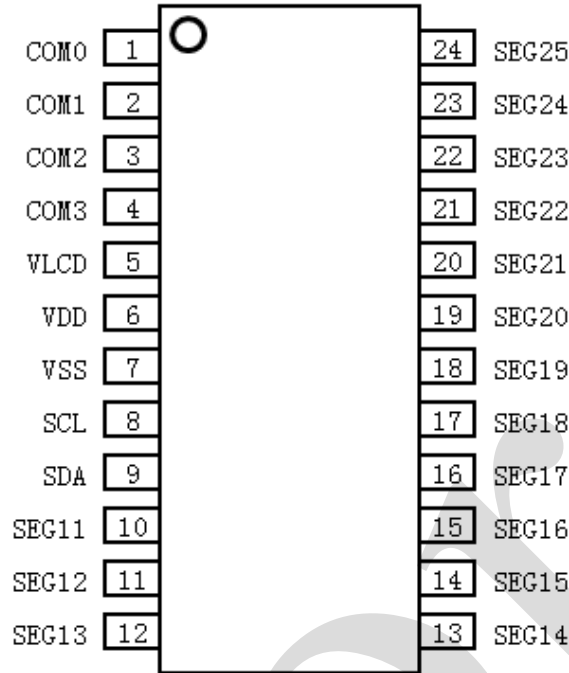 COM0 1 24 SEG25
COM1 2 23 SEG24
COM2 3 22 SEG23
COM3 4 21 SEG22
VLCD 5 20 SEG21
VDD 6 19 SEG20
VSS 7 18 SEG19
SCL 8 17 SEG18
SDA 9 16 SEG17
SEG11 10 15 SEG16
SEG12 11 14 SEG15
SEG13 12 13 SEG14